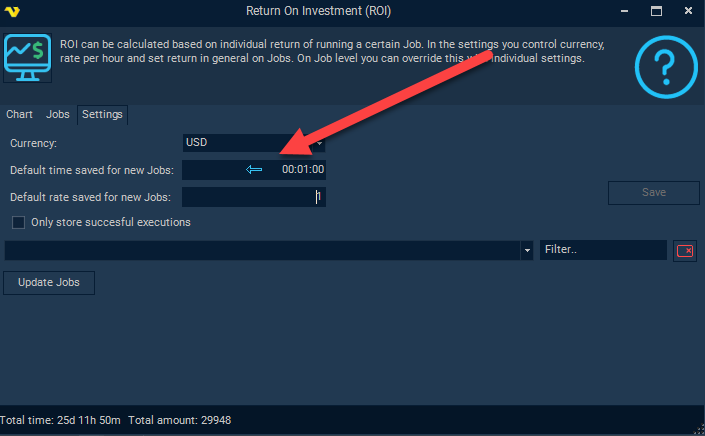 Return On Investment (ROI)
ROI can be calculated based on individual return of running a certain Job. In the settings you control currency,
rate per hour and set return in general on Jobs. On Job level you can override this individual settings.
Chart Jobs Settings
Currency: USD
Default time saved for new Jobs: 00:01:00
Default rate saved for new Jobs: 1
Save
Only store succesful executions
Filter..
Update Jobs
Total time: 25d 11h 50m Total amount: 29948